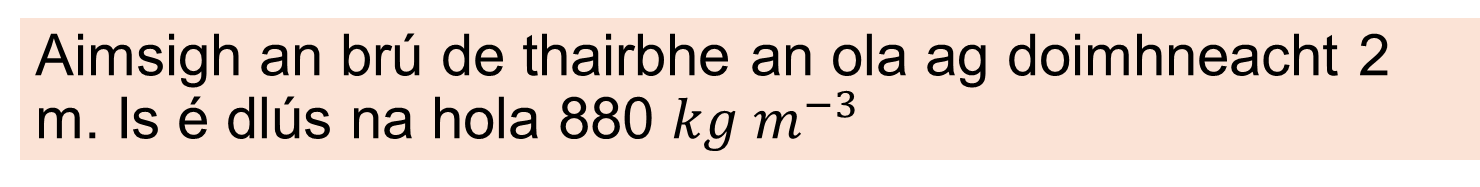 Aimsigh an brú de thairbhe an ola ag doimhneacht 2
m. Is é dlús na hola 880 kg m⁻³